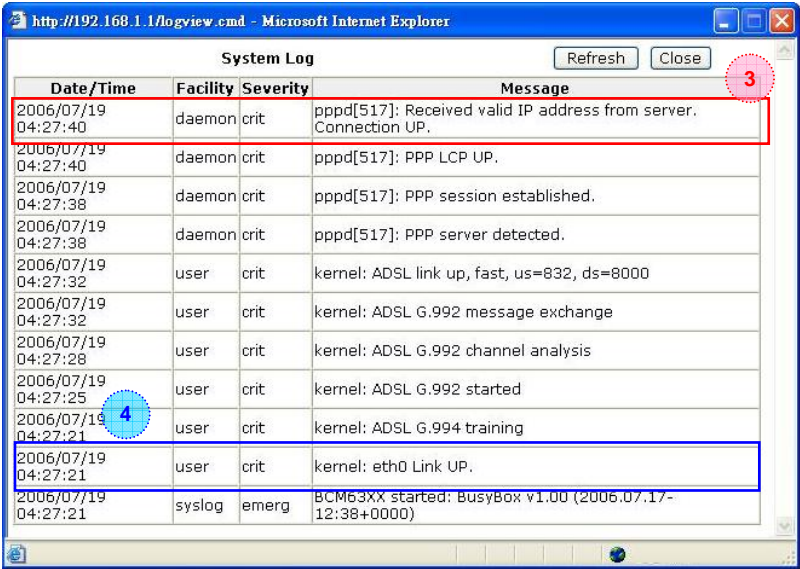 http://192.168.1.1/logview.cmd - Microsoft Internet Explorer
System Log
Refresh
Close
3
Date/Time Facility Severity Message
2006/07/19
04:27:40
daemon crit
pppd[517]: Received valid IP address from server.
Connection UP.
2006/07/19
04:27:40
daemon crit pppd[517]: PPP LCP UP.
2006/07/19
04:27:38
daemon crit pppd[517]: PPP session established.
2006/07/19
04:27:38
daemon crit pppd[517]: PPP server detected.
2006/07/19
04:27:32
user crit kernel: ADSL link up, fast, us=832, ds=8000
2006/07/19
04:27:32
user crit kernel: ADSL G.992 message exchange
2006/07/19
04:27:28
user crit kernel: ADSL G.992 channel analysis
2006/07/19
04:27:25
user crit kernel: ADSL G.992 started
4
2006/07/19
04:27:21
user crit kernel: ADSL G.994 training
2006/07/19
04:27:21
user crit kernel: eth0 Link UP.
2006/07/19
04:27:21
syslog emerg
BCM63XX started: BusyBox v1.00 (2006.07.17-
12:38+0000)